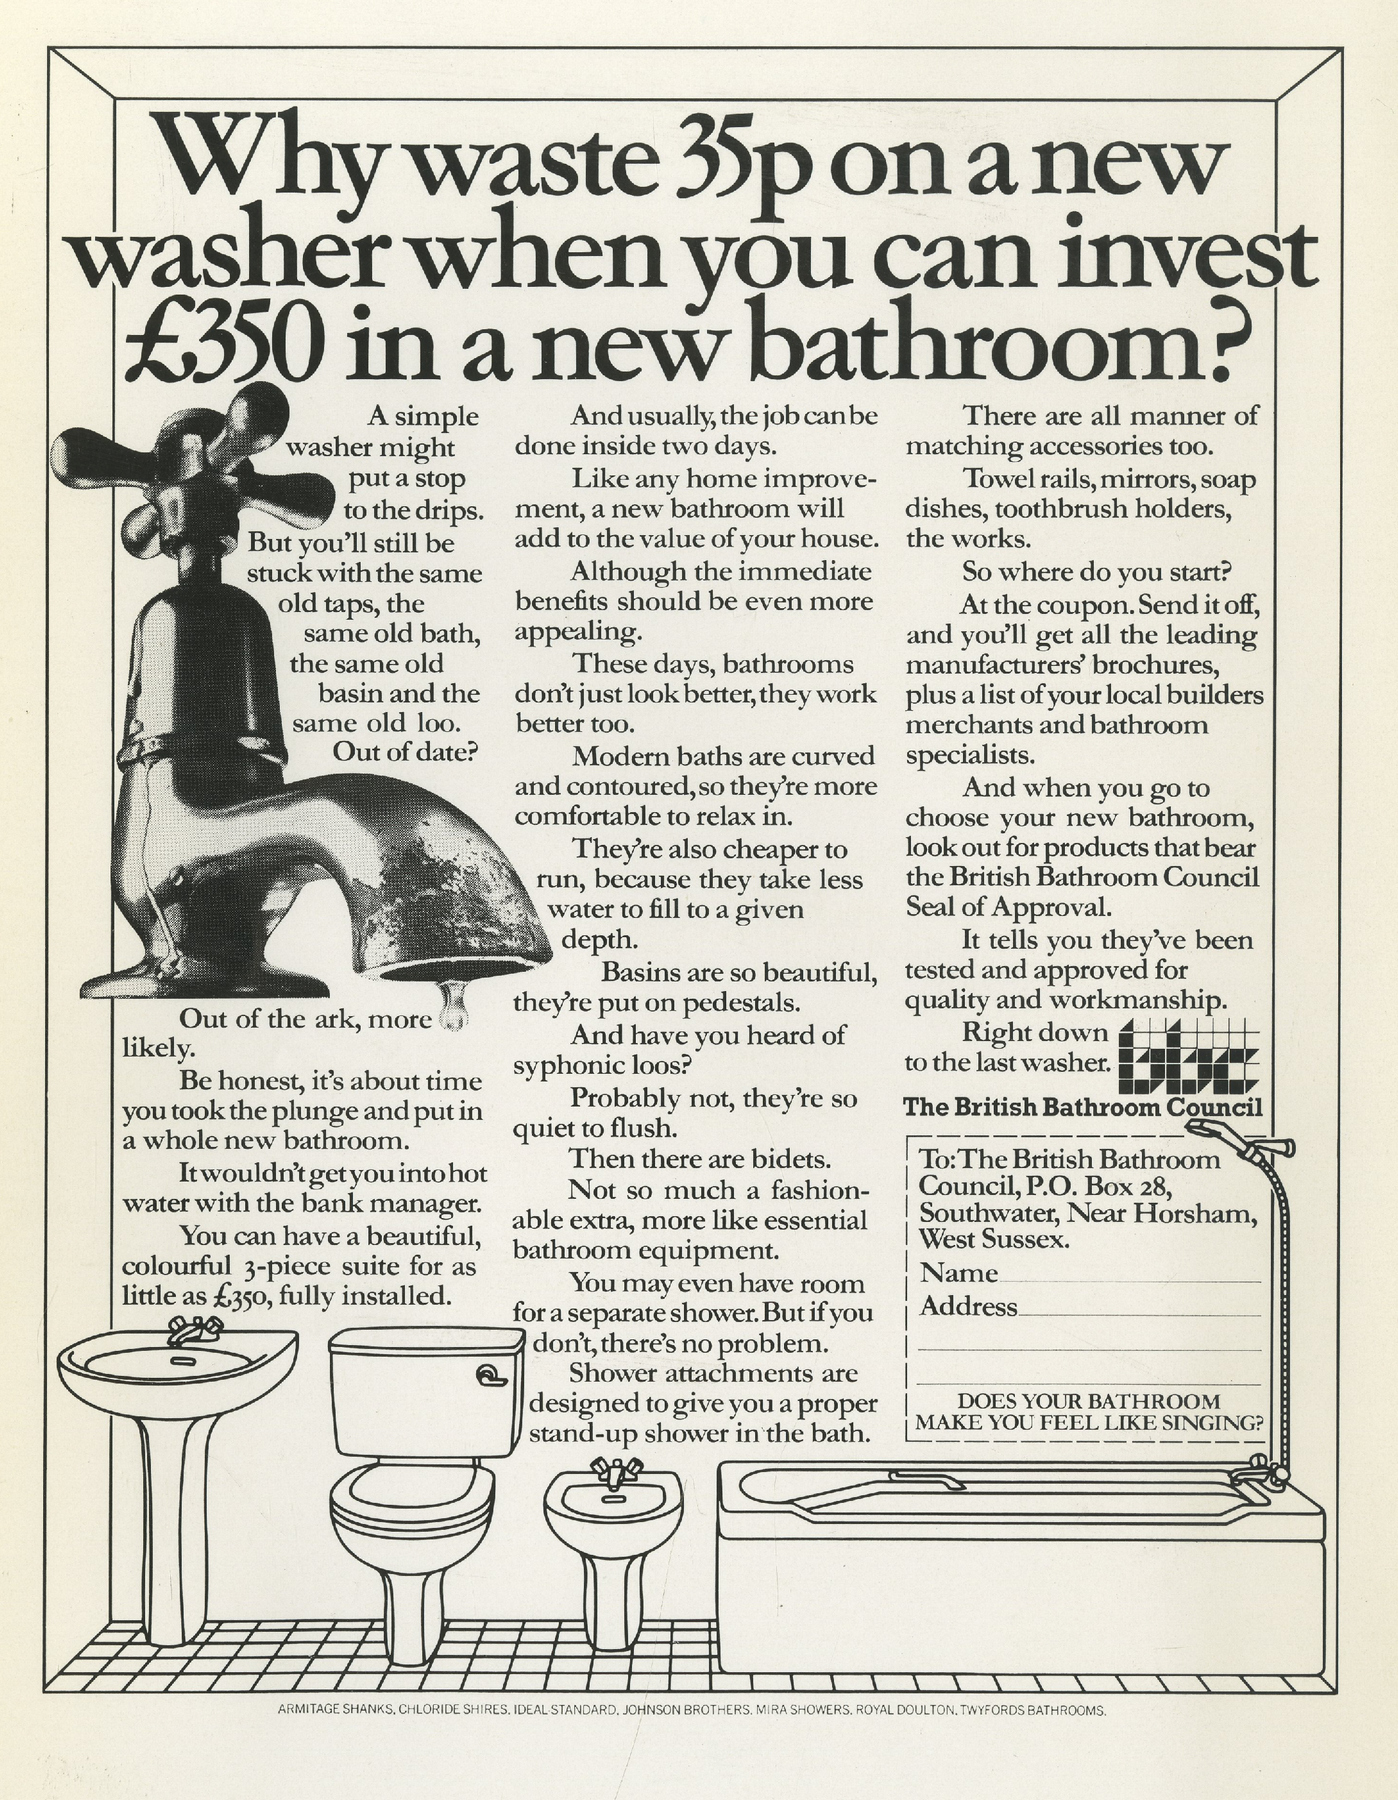 Why waste 35p on a new
washer when you can invest
£350 in a new bathroom?
A simple
washer might
put a stop
to the drips.
But you'll still be
stuck with the same
old taps, the
same old bath,
the same old
basin and the
same old loo.
Out of date?
Out of the ark, more
likely.
Be honest, it's about time
you took the plunge and put in
a whole new bathroom.
It wouldn't get you into hot
water with the bank manager.
You can have a beautiful,
colourful 3-piece suite for as
little as £350, fully installed.
And usually, the job can be
done inside two days.
Like any home improve-
ment, a new bathroom will
add to the value of your house.
Although the immediate
benefits should be even more
appealing.
These days, bathrooms
don't just look better, they work
better too.
Modern baths are curved
and contoured, so they're more
comfortable to relax in.
They're also cheaper to
run, because they take less
water to fill to a given
depth.
Basins are so beautiful,
they're put on pedestals.
And have you heard of
syphonic loos?
Probably not, they're so
quiet to flush.
Then there are bidets.
Not so much a fashion-
able extra, more like essential
bathroom equipment.
You may even have room
for a separate shower. But if you
don't, there's no problem.
Shower attachments are
designed to give you a proper
stand-up shower in the bath.
There are all manner of
matching accessories too.
Towel rails, mirrors, soap
dishes, toothbrush holders,
the works.
So where do you start?
At the coupon. Send it off,
and you'll get all the leading
manufacturers' brochures,
plus a list of your local builders
merchants and bathroom
specialists.
And when you go to
choose your new bathroom,
look out for products that bear
the British Bathroom Council
Seal of Approval.
It tells you they've been
tested and approved for
quality and workmanship.
Right down
to the last washer.
bbc
The British Bathroom Council
To: The British Bathroom
Council, P.O. Box 28,
Southwater, Near Horsham,
West Sussex.
Name
Address
DOES YOUR BATHROOM
MAKE YOU FEEL LIKE SINGING?
ARMITAGE SHANKS, CHLORIDE SHIRES, IDEAL-STANDARD, JOHNSON BROTHERS, MIRA SHOWERS, ROYAL DOULTON, TWYFORDS BATHROOMS.